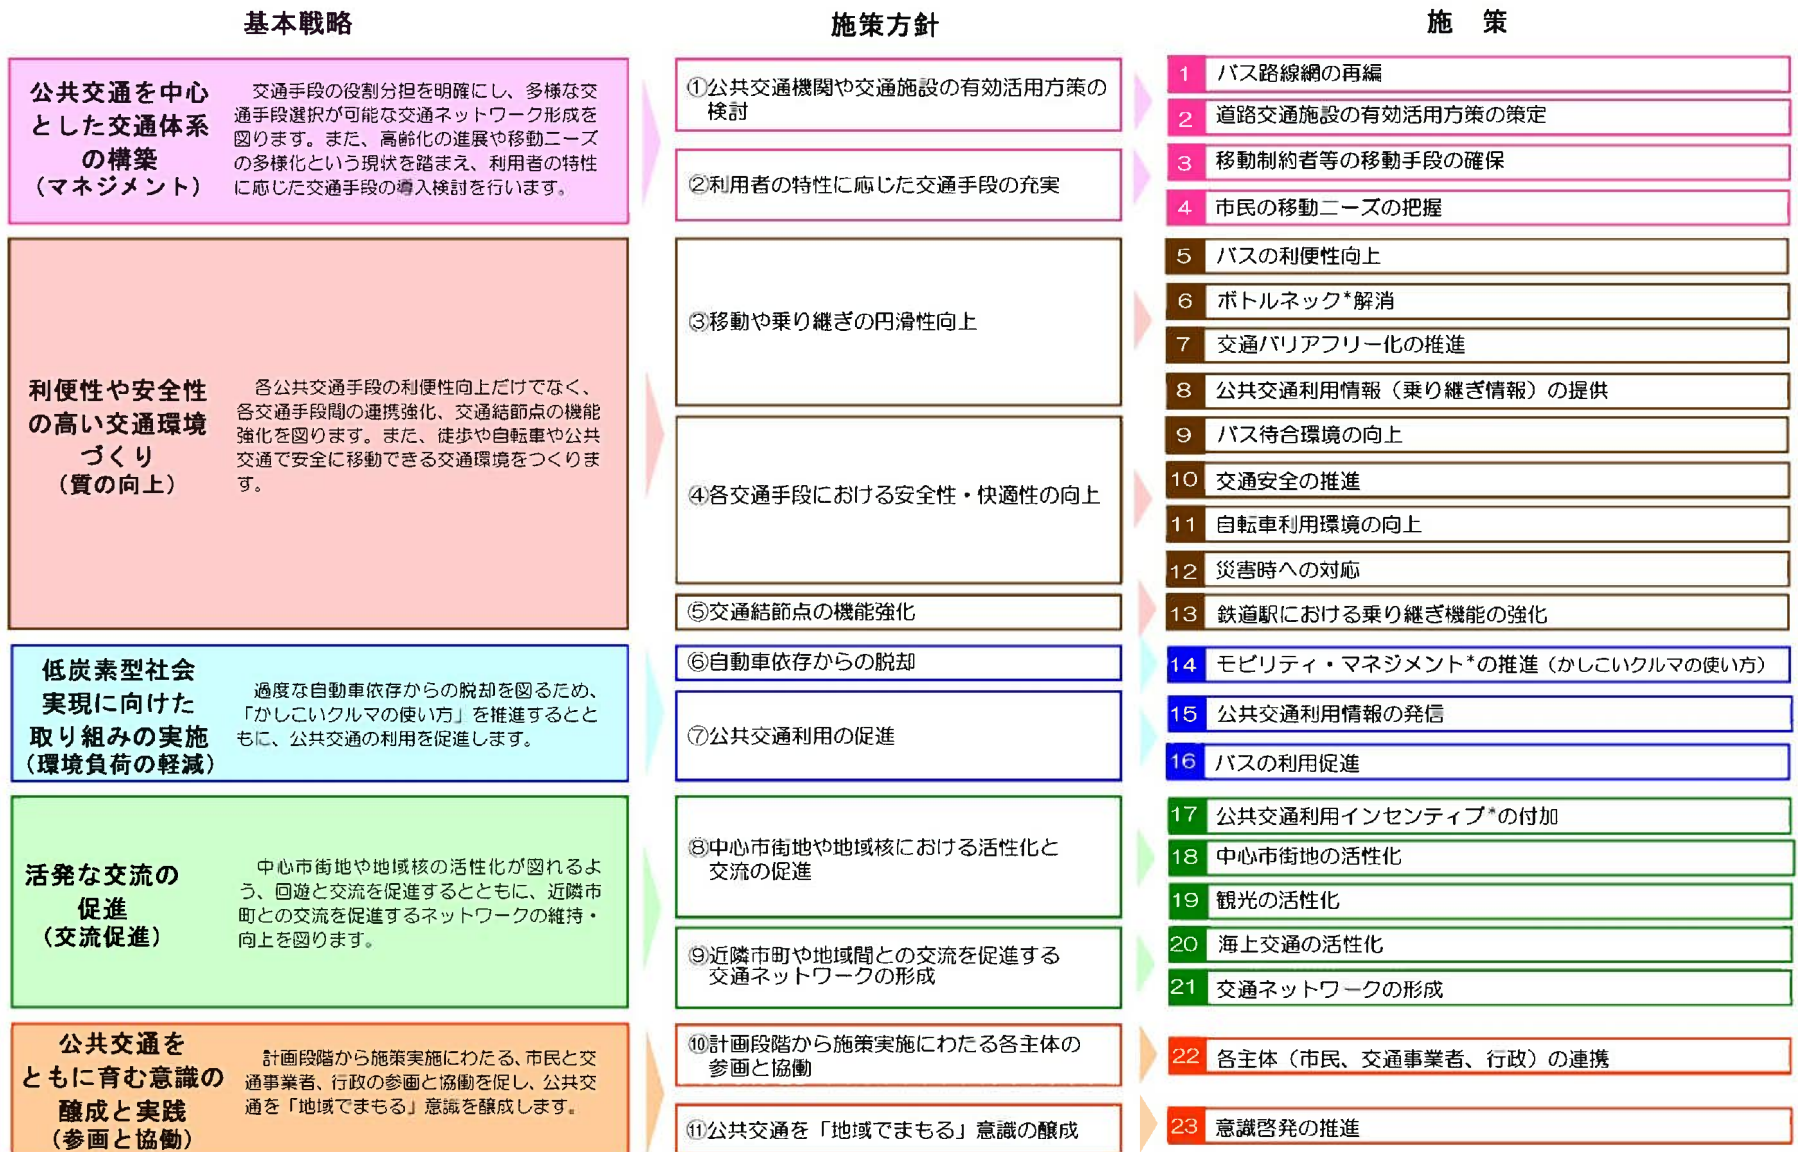 基本戦略
施策方針
施　策
公共交通を中心
とした交通体系
の構築
（マネジメント）
交通手段の役割分担を明確にし、多様な交
通手段選択が可能な交通ネットワーク形成を
図ります。また、高齢化の進展や移動ニーズ
の多様化という現状を踏まえ、利用者の特性
に応じた交通手段の導入検討を行います。
①公共交通機関や交通施設の有効活用方策の
検討
②利用者の特性に応じた交通手段の充実
1 バス路線網の再編
2 道路交通施設の有効活用方策の策定
3 移動制約者等の移動手段の確保
4 市民の移動ニーズの把握
利便性や安全性
の高い交通環境
づくり
（質の向上）
各公共交通手段の利便性向上だけでなく、
各交通手段間の連携強化、交通結節点の機能
強化を図ります。また、徒歩や自転車や公共
交通で安全に移動できる交通環境をつくりま
す。
③移動や乗り継ぎの円滑性向上
④各交通手段における安全性・快適性の向上
⑤交通結節点の機能強化
5 バスの利便性向上
6 ボトルネック*解消
7 交通バリアフリー化の推進
8 公共交通利用情報（乗り継ぎ情報）の提供
9 バス待合環境の向上
10 交通安全の推進
11 自転車利用環境の向上
12 災害時への対応
13 鉄道駅における乗り継ぎ機能の強化
低炭素型社会
実現に向けた
取り組みの実施
（環境負荷の軽減）
過度な自動車依存からの脱却を図るため、
「かしこいクルマの使い方」を推進するとと
もに、公共交通の利用を促進します。
⑥自動車依存からの脱却
⑦公共交通利用の促進
14 モビリティ・マネジメント*の推進（かしこいクルマの使い方）
15 公共交通利用情報の発信
16 バスの利用促進
活発な交流の
促進
（交流促進）
中心市街地や地域核の活性化が図れるよ
う、回遊と交流を促進するとともに、近隣市
町との交流を促進するネットワークの維持・
向上を図ります。
⑧中心市街地や地域核における活性化と
交流の促進
⑨近隣市町や地域間との交流を促進する
交通ネットワークの形成
17 公共交通利用インセンティブ*の付加
18 中心市街地の活性化
19 観光の活性化
20 海上交通の活性化
21 交通ネットワークの形成
公共交通を
ともに育む意識の
醸成と実践
（参画と協働）
計画段階から施策実施にわたる、市民と交
通事業者、行政の参画と協働を促し、公共交
通を「地域でまもる」意識を醸成します。
⑩計画段階から施策実施にわたる各主体の
参画と協働
⑪公共交通を「地域でまもる」意識の醸成
22 各主体（市民、交通事業者、行政）の連携
23 意識啓発の推進